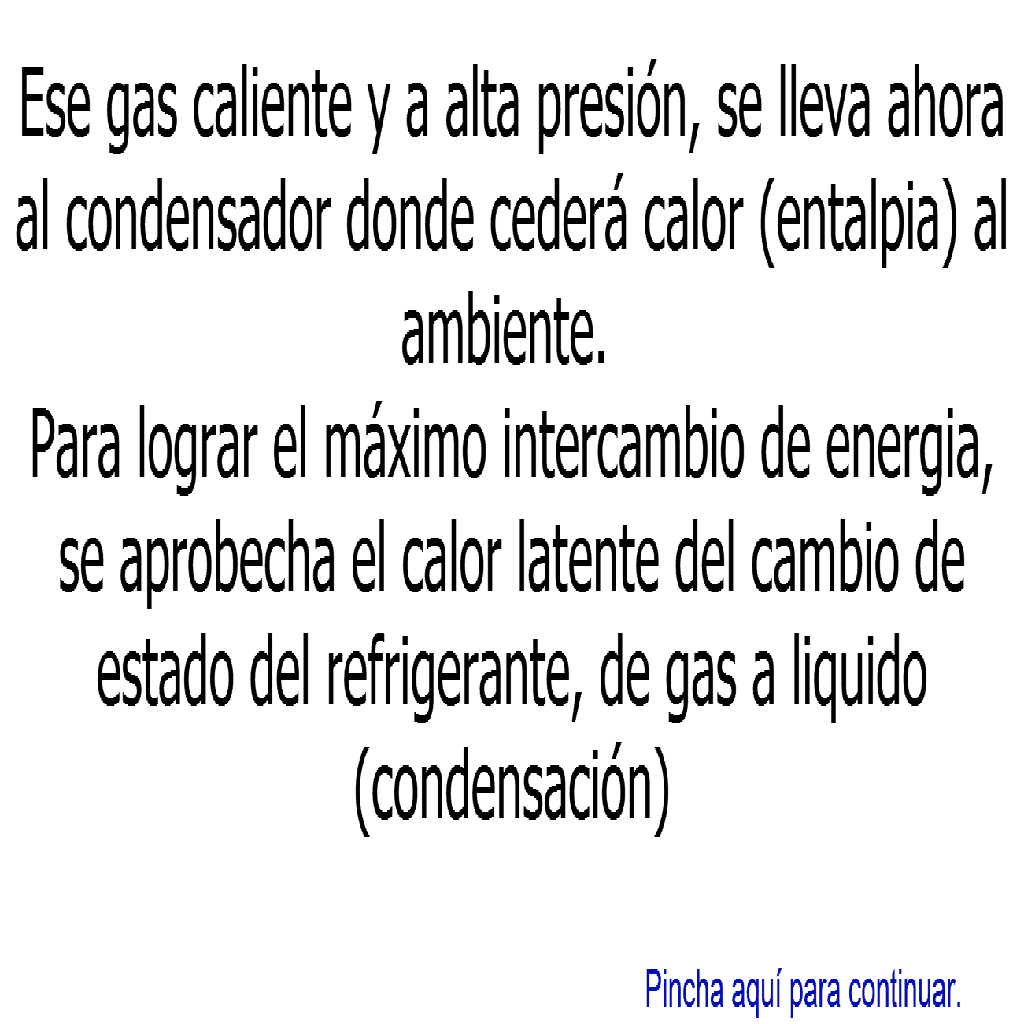 Ese gas caliente y a alta presión, se lleva ahora
al condensador donde cederá calor (entalpia) al
ambiente.
Para lograr el máximo intercambio de energia,
se aprobecha el calor latente del cambio de
estado del refrigerante, de gas a liquido
(condensación)
Pincha aquí para continuar.